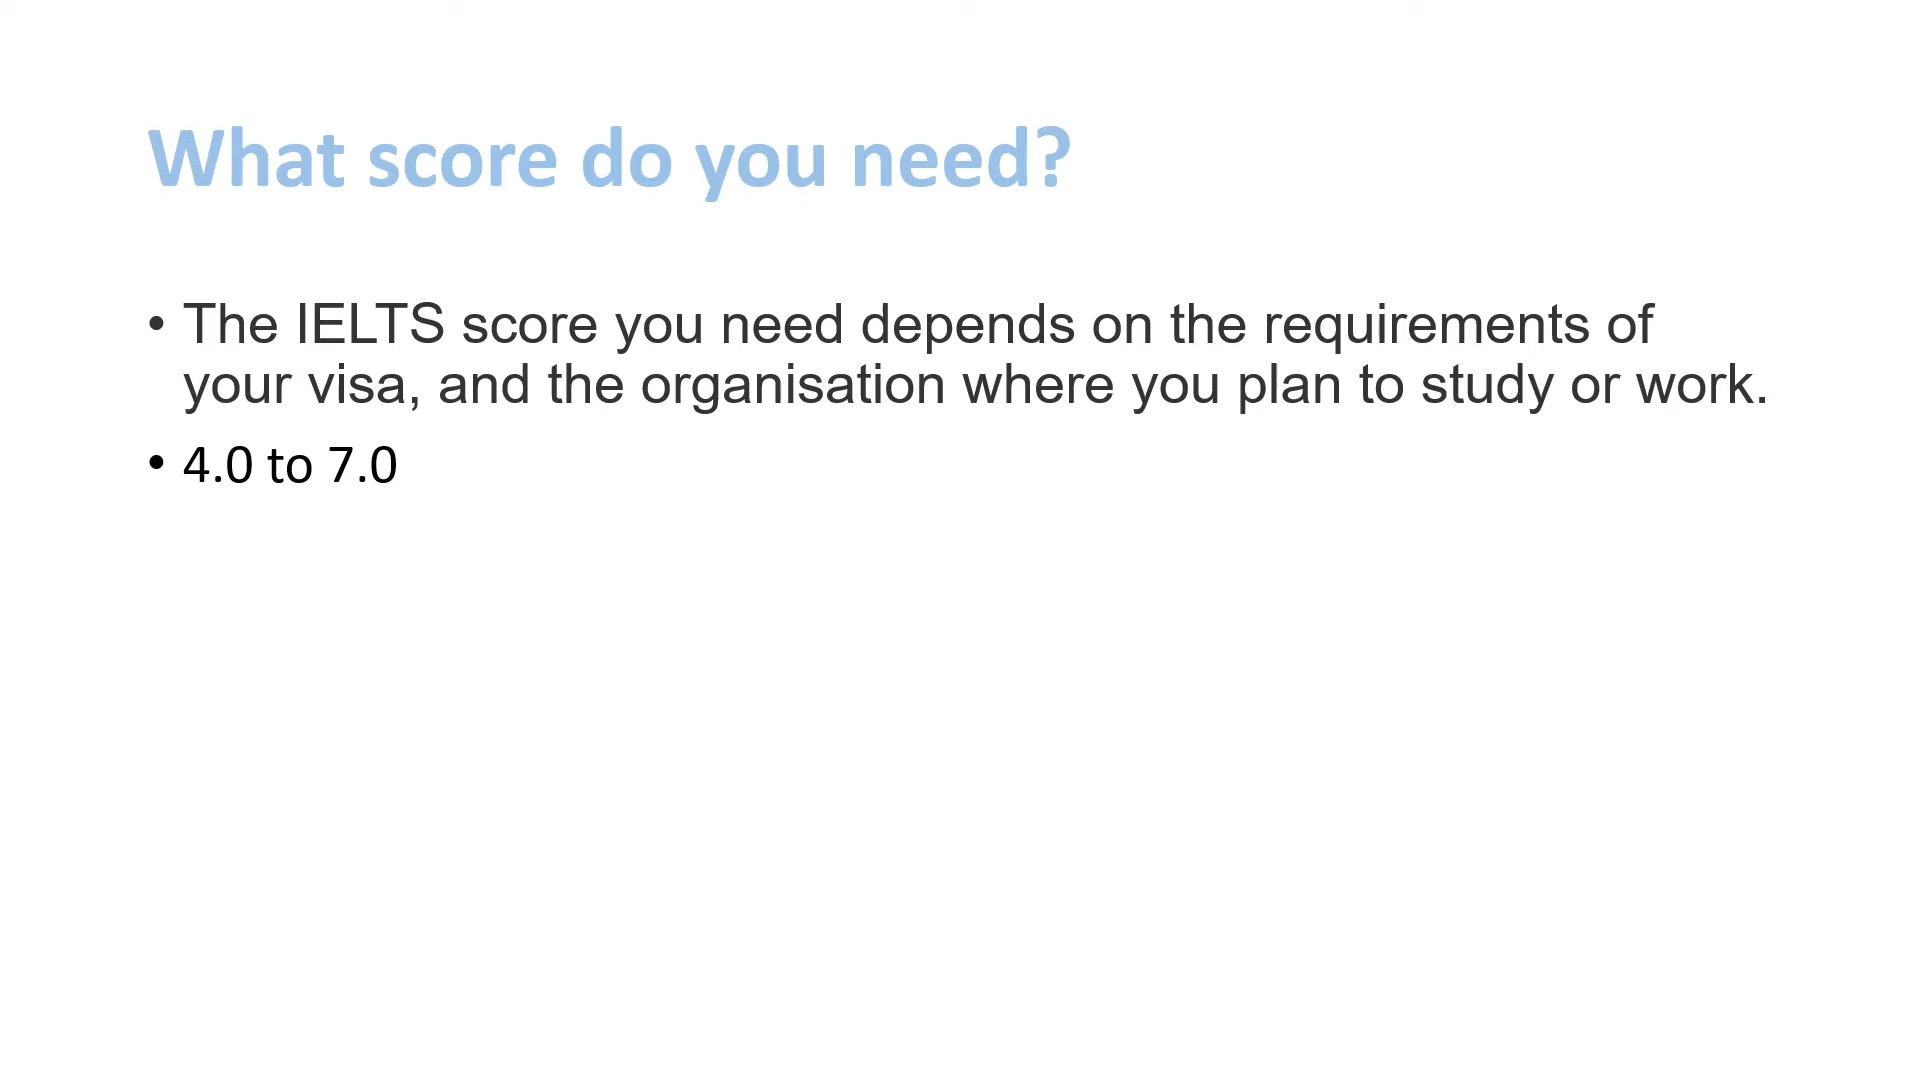 What score do you need?
• The IELTS score you need depends on the requirements of
your visa, and the organisation where you plan to study or work.
• 4.0 to 7.0